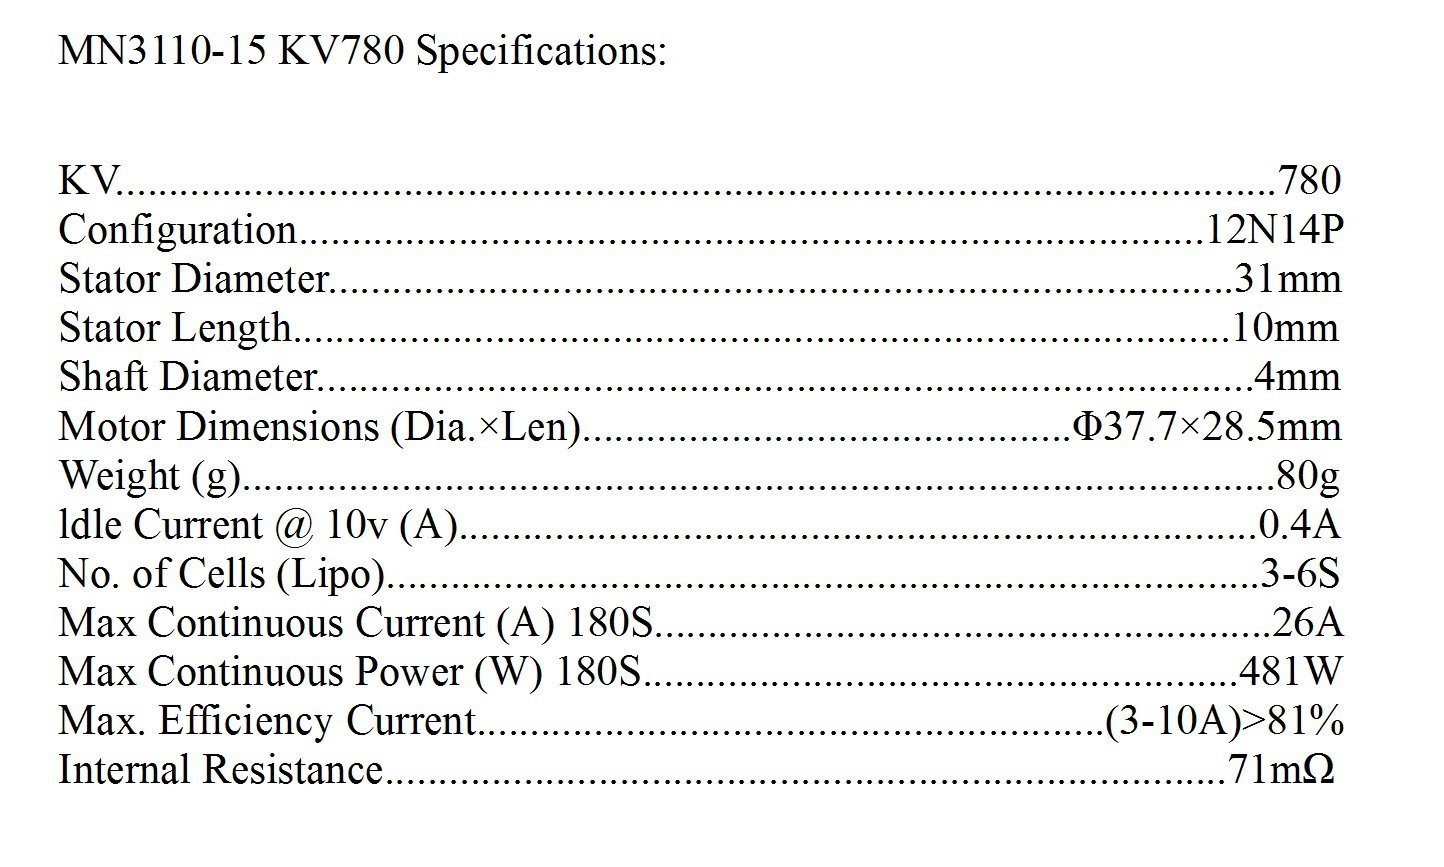 MN3110-15 KV780 Specifications:
KV....................................................................................................780
Configuration...............................................................................12N14P
Stator Diameter...............................................................................31mm
Stator Length..................................................................................10mm
Shaft Diameter..................................................................................4mm
Motor Dimensions (Dia.×Len)..........................................Φ37.7×28.5mm
Weight (g)..........................................................................................80g
ldle Current @ 10v (A).....................................................................0.4A
No. of Cells (Lipo)............................................................................3-6S
Max Continuous Current (A) 180S......................................................26A
Max Continuous Power (W) 180S....................................................481W
Max. Efficiency Current......................................................(3-10A)>81%
Internal Resistance.........................................................................71mΩ